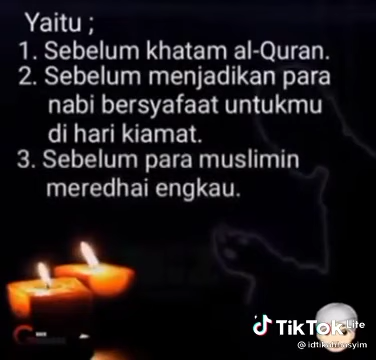 Yaitu ;
1. Sebelum khatam al-Quran.
2. Sebelum menjadikan para
nabi bersyafaat untukmu
di hari kiamat.
3. Sebelum para muslimin
meredhai engkau.
TikTok Lite